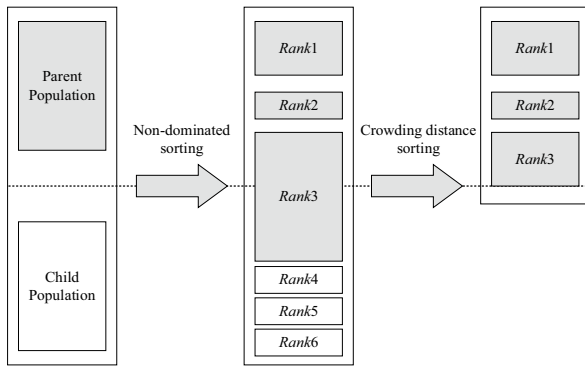 Parent
Population
Child
Population
Non-dominated
sorting
Rank1
Rank2
Rank3
Rank4
Rank5
Rank6
Crowding distance
sorting
Rank1
Rank2
Rank3